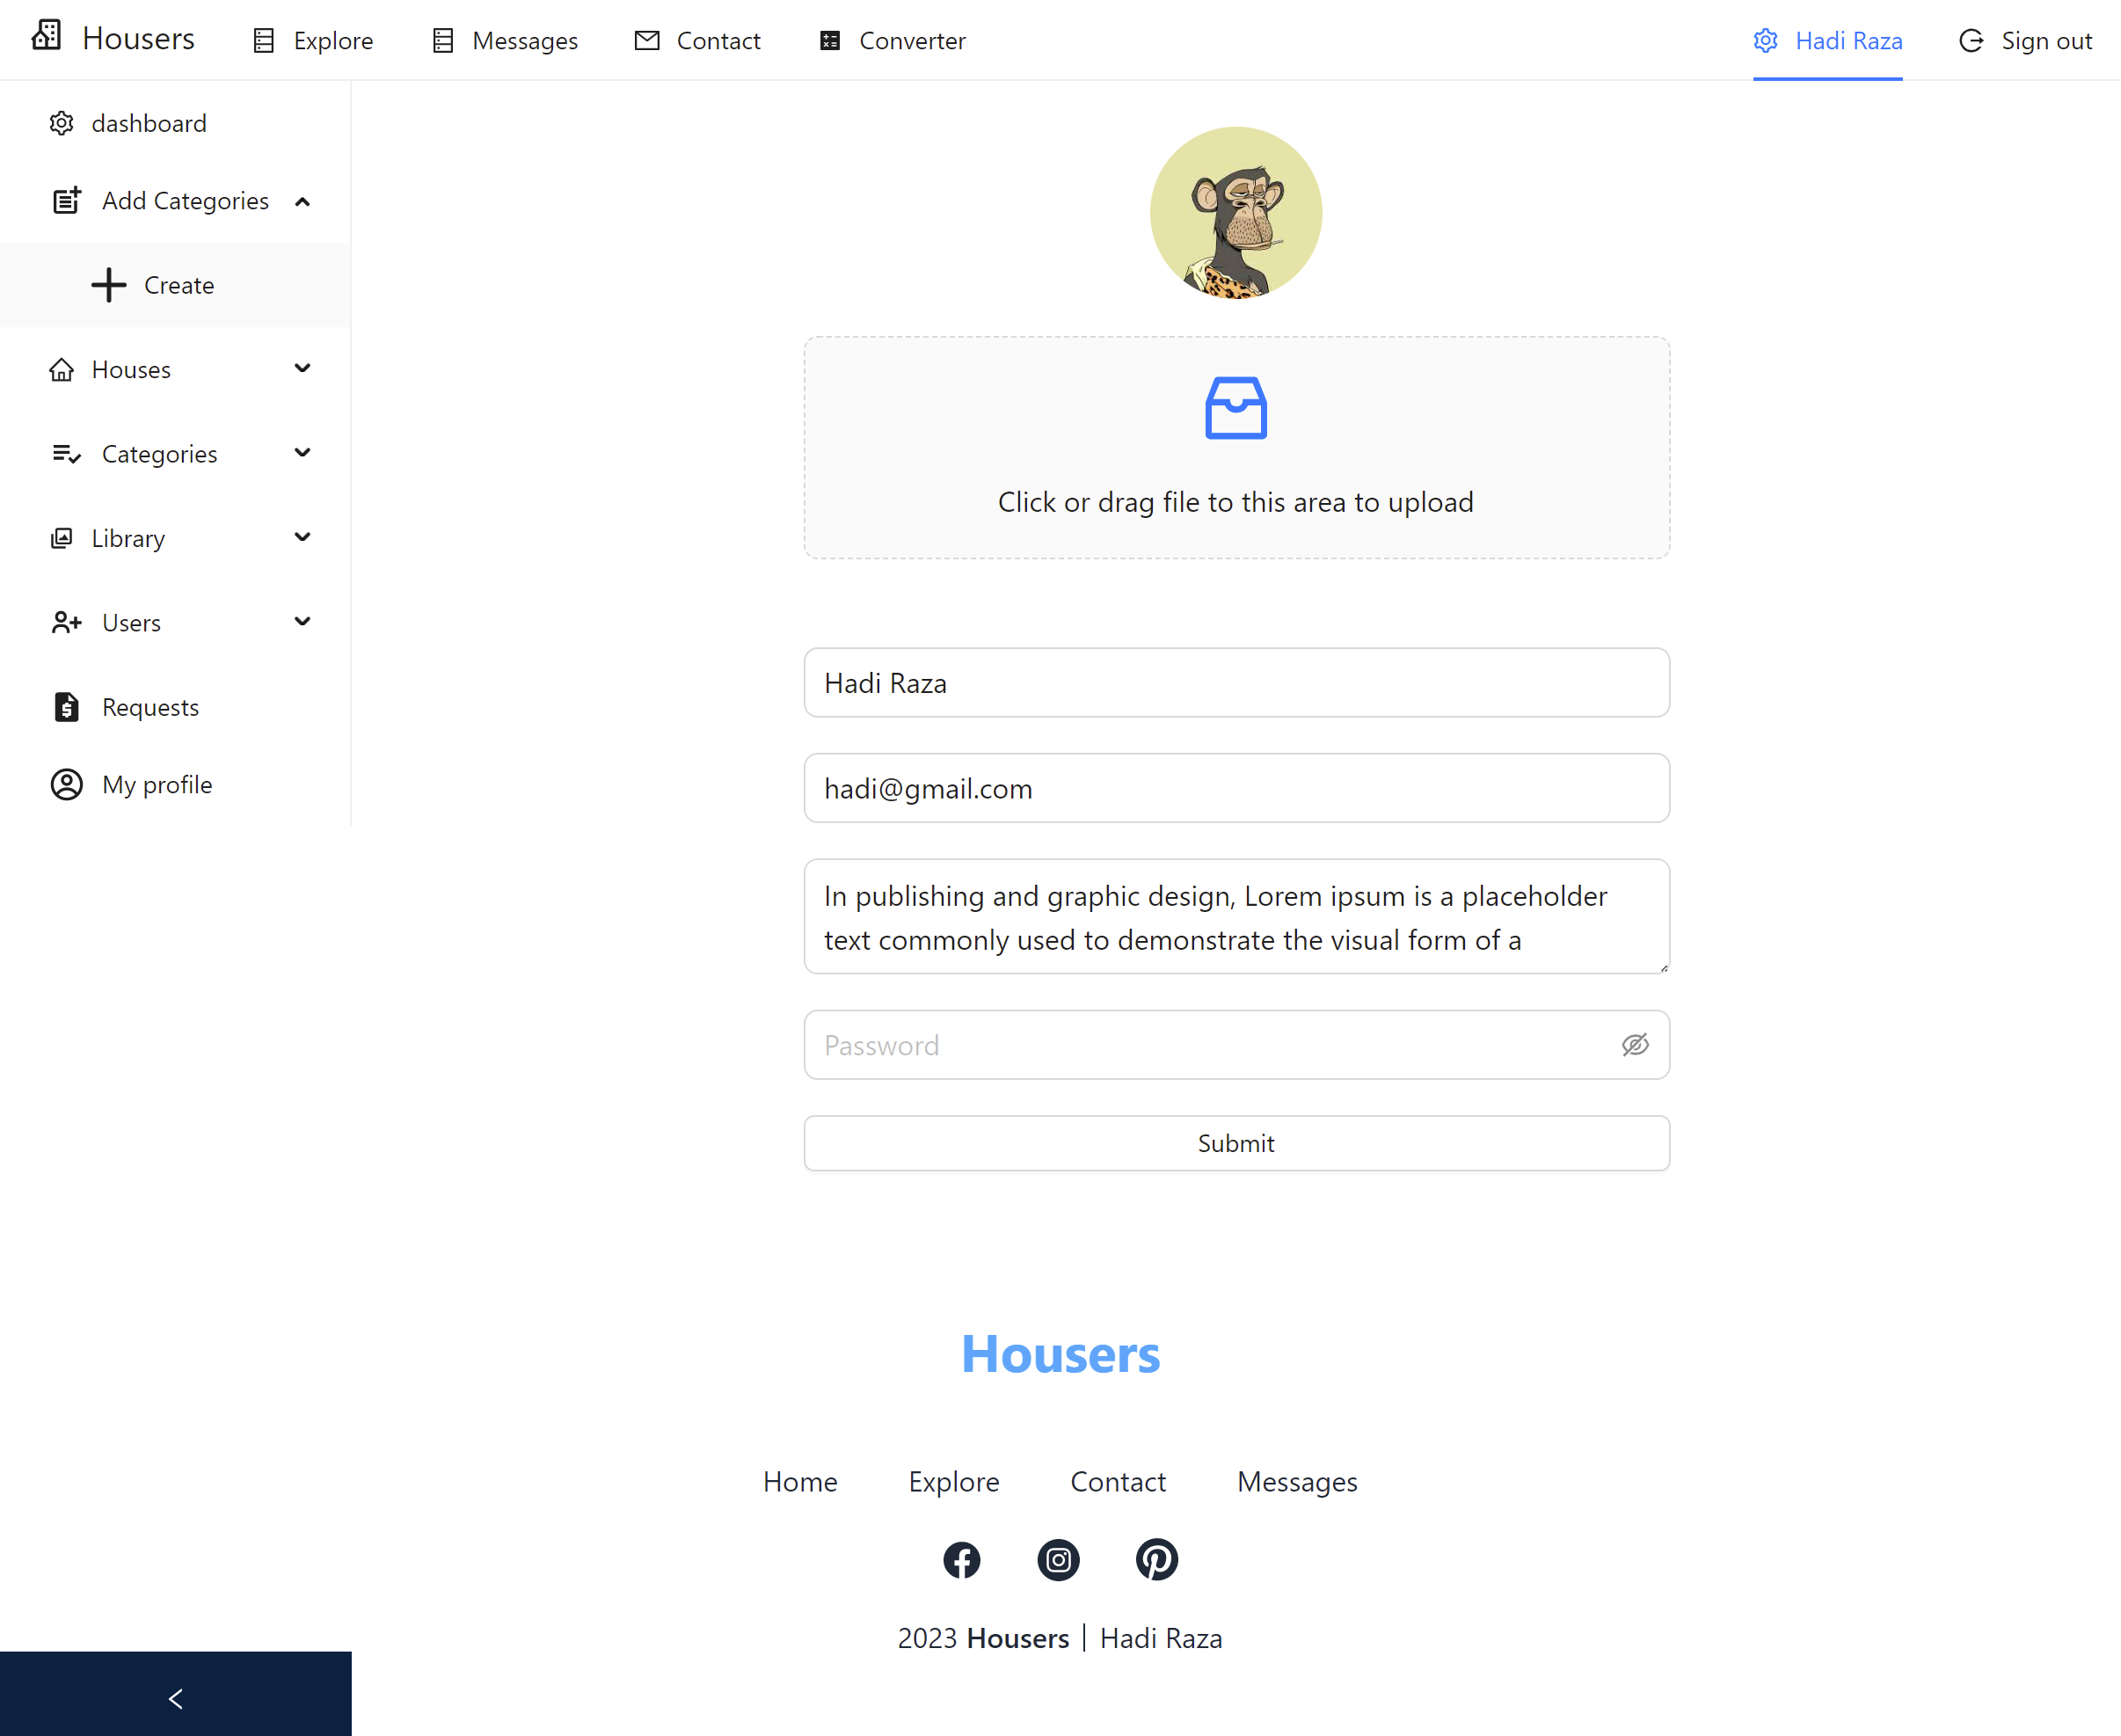 Housers
Explore
Messages
Contact
Converter
Hadi Raza
Sign out
dashboard
Add Categories
Create
Houses
Categories
Library
Users
Requests
My profile
Click or drag file to this area to upload
Hadi Raza
hadi@gmail.com
In publishing and graphic design, Lorem ipsum is a placeholder
text commonly used to demonstrate the visual form of a
Password
Submit
Housers
Home
Explore
Contact
Messages
2023 Housers | Hadi Raza